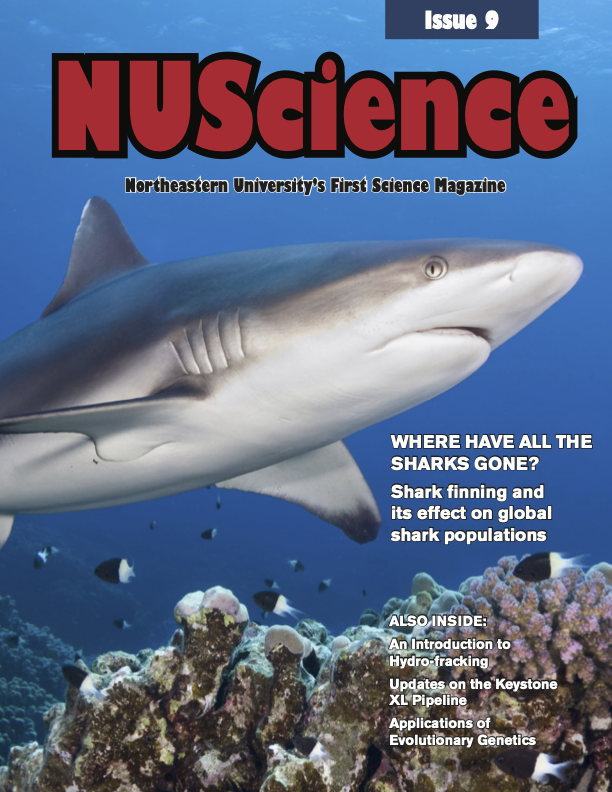 Issue 9
NUScience
Northeastern University's First Science Magazine
WHERE HAVE ALL THE
SHARKS GONE?
Shark finning and
its effect on global
shark populations
ALSO INSIDE:
An Introduction to
Hydro-fracking
Updates on the Keystone
XL Pipeline
Applications of
Evolutionary Genetics